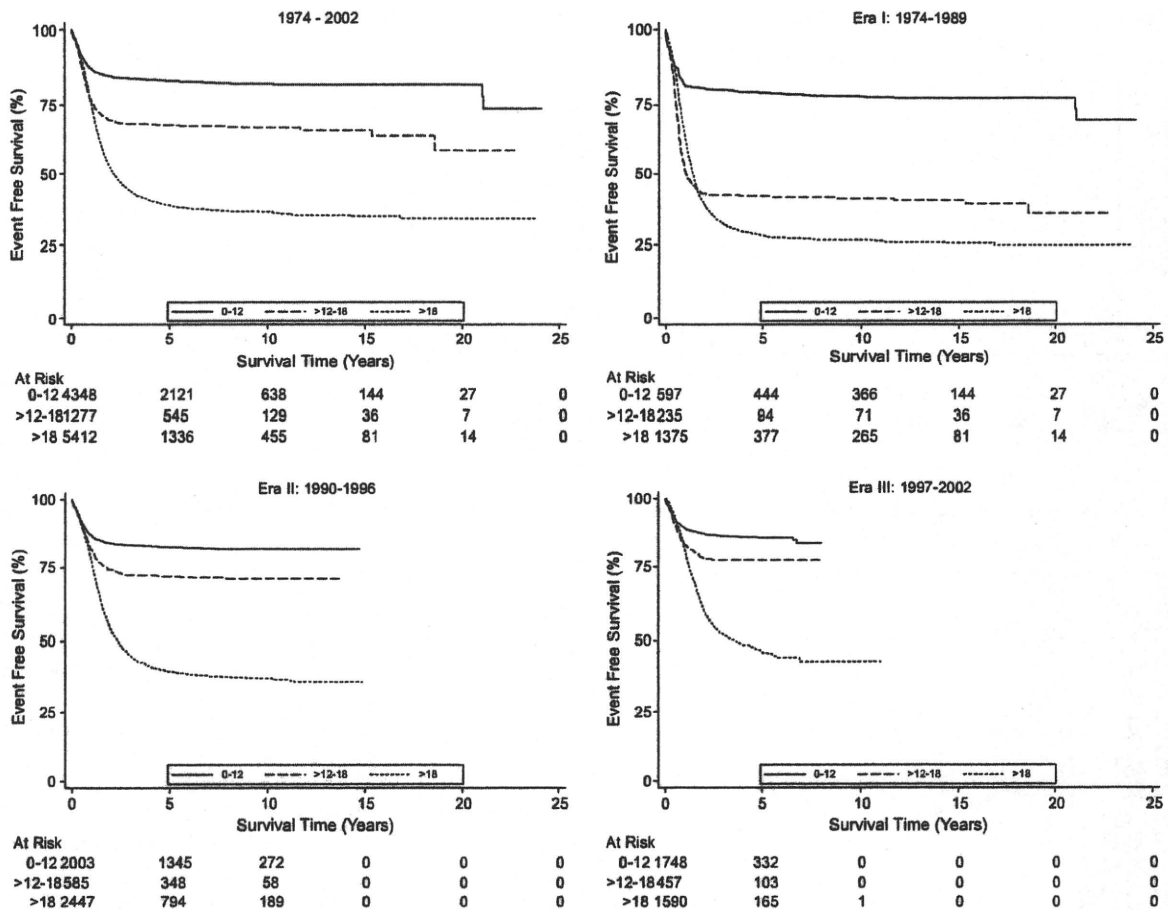 1974 - 2002
Event Free Survival (%)
100
75
50
25
0
0-12 >12-18 >18
0 5 10 15 20 25
Survival Time (Years)
At Risk
0-12 4348 2121 638 144 27 0
>12-18 1277 545 129 36 7 0
>18 5412 1336 455 81 14 0
Era I: 1974-1989
Event Free Survival (%)
100
75
50
25
0
0-12 >12-18 >18
0 5 10 15 20 25
Survival Time (Years)
At Risk
0-12 597 444 366 144 27 0
>12-18 235 94 71 36 7 0
>18 1375 377 265 81 14 0
Era II: 1990-1996
Event Free Survival (%)
100
75
50
25
0
0-12 >12-18 >18
0 5 10 15 20 25
Survival Time (Years)
At Risk
0-12 2003 1345 272 0 0 0
>12-18 585 348 58 0 0 0
>18 2447 794 189 0 0 0
Era III: 1997-2002
Event Free Survival (%)
100
75
50
25
0
0-12 >12-18 >18
0 5 10 15 20 25
Survival Time (Years)
At Risk
0-12 1748 332 0 0 0 0
>12-18 457 103 0 0 0 0
>18 1590 165 1 0 0 0